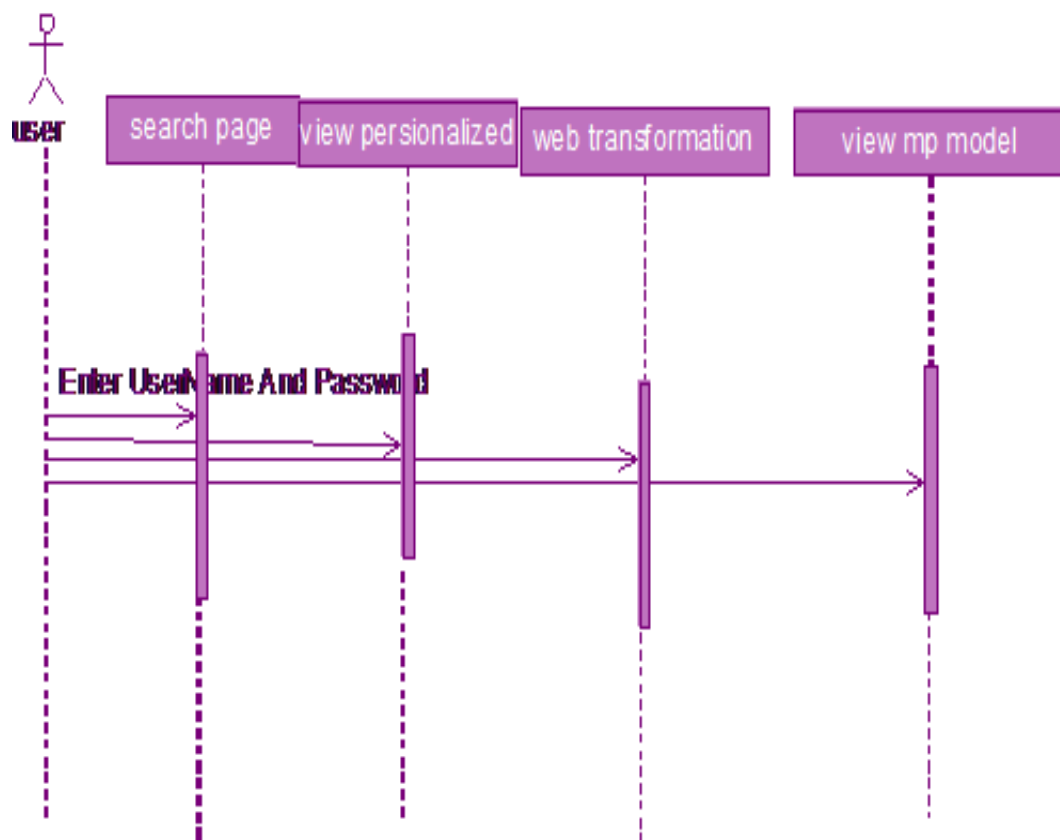 user
search page
view persionalized
web transformation
view mp model
Enter UserName And Password